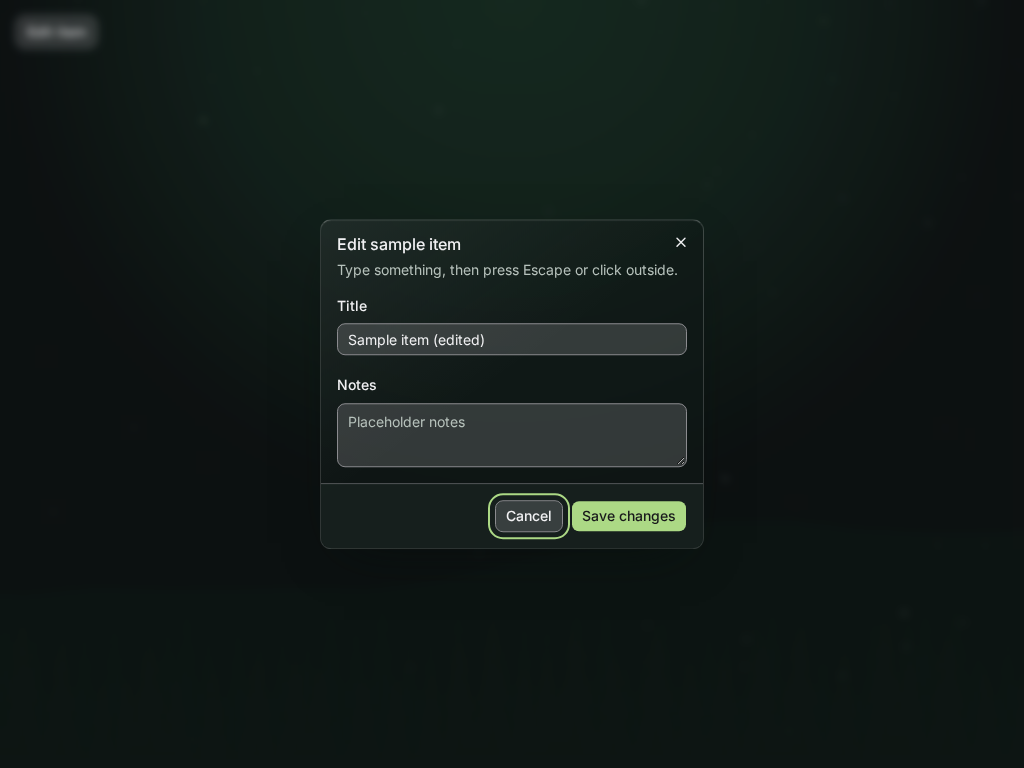 Edit sample item
Type something, then press Escape or click outside.
Title
Sample item (edited)
Notes
Placeholder notes
Cancel
Save changes